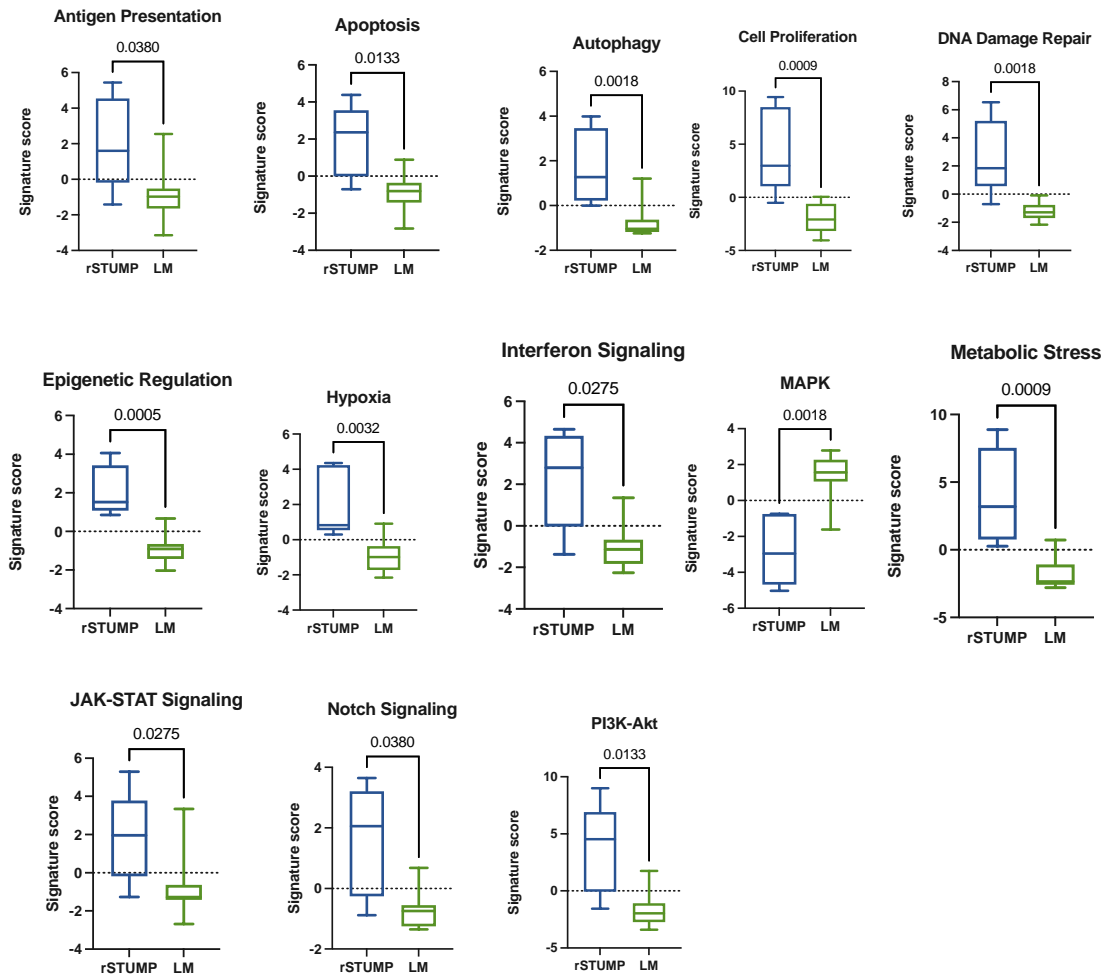 Antigen Presentation
0.0380
Signature score
6
4
2
0
-2
-4
rSTUMP LM
Apoptosis
0.0133
Signature score
6
4
2
0
-2
-4
rSTUMP LM
Autophagy
0.0018
Signature score
6
4
2
0
-2
rSTUMP LM
Cell Proliferation
0.0009
Signature score
10
5
0
-5
rSTUMP LM
DNA Damage Repair
0.0018
Signature score
8
6
4
2
0
-2
-4
rSTUMP LM
Epigenetic Regulation
0.0005
Signature score
6
4
2
0
-2
-4
rSTUMP LM
Hypoxia
0.0032
Signature score
6
4
2
0
-2
-4
rSTUMP LM
Interferon Signaling
0.0275
Signature score
6
4
2
0
-2
-4
rSTUMP LM
MAPK
0.0018
Signature score
4
2
0
-2
-4
-6
rSTUMP LM
Metabolic Stress
0.0009
Signature score
10
5
0
-5
rSTUMP LM
JAK-STAT Signaling
0.0275
Signature score
6
4
2
0
-2
-4
rSTUMP LM
Notch Signaling
0.0380
Signature score
4
2
0
-2
rSTUMP LM
PI3K-Akt
0.0133
Signature score
10
5
0
-5
rSTUMP LM